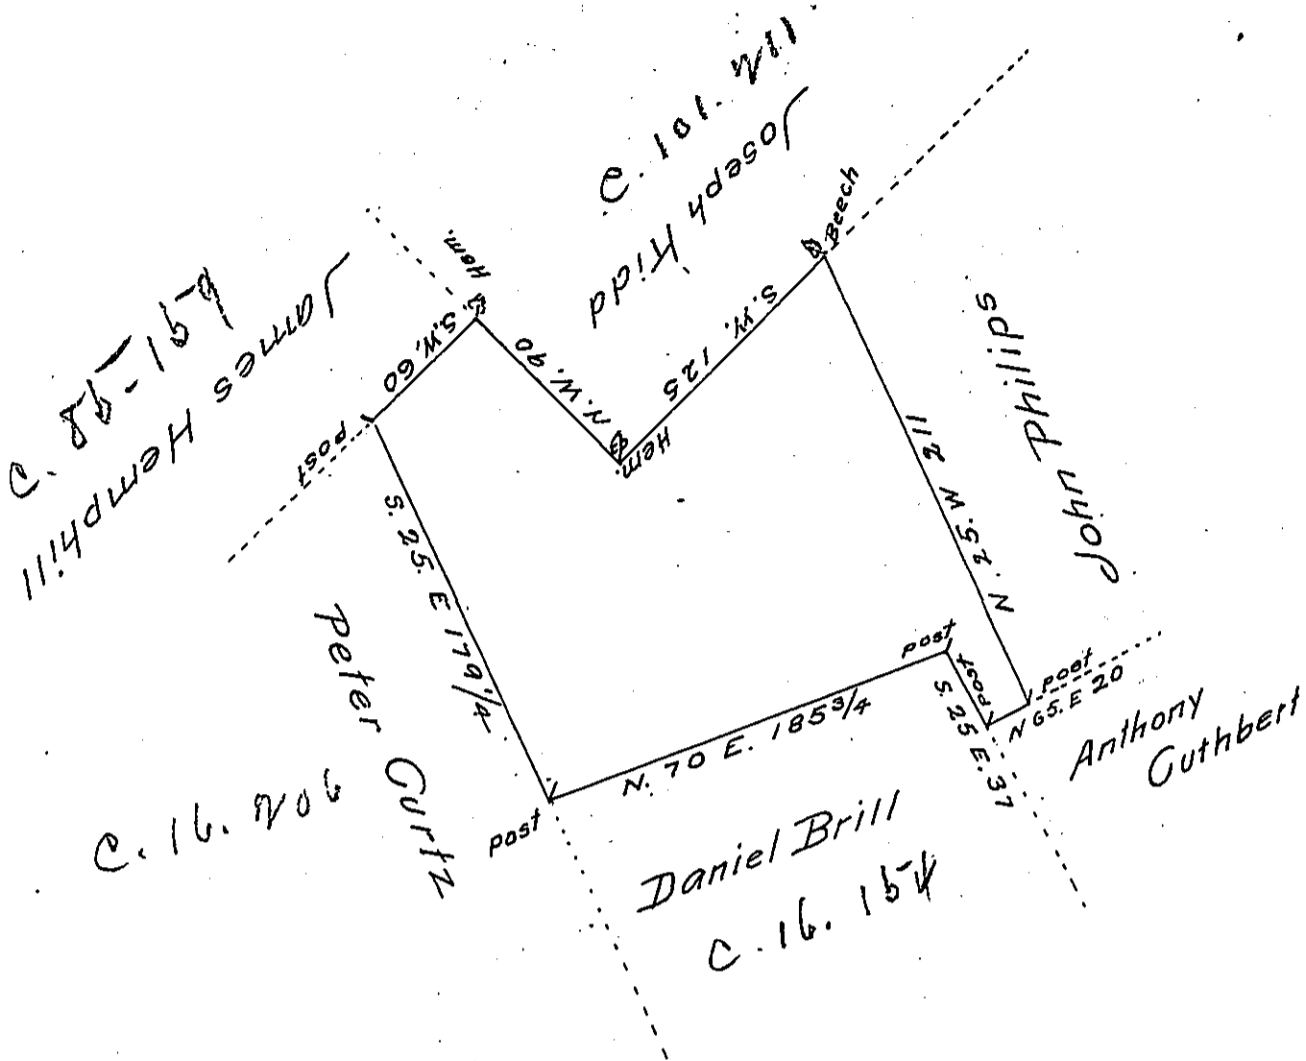 C. 101. 211
Joseph Kidd
Beech
Hem.
C. 85-159
James Hemphill
S.W. 60
N.W. 90
S.W. 125
Hem.
post
John Philips
N. 25. W 211
S. 25. E 179 1/4
Peter Curtz
C. 16. 206
post
post
post
S. 25 E. 37
N 65. E 20
N. 70 E. 185 3/4
post
Anthony
Cuthbert
Daniel Brill
C. 16. 154